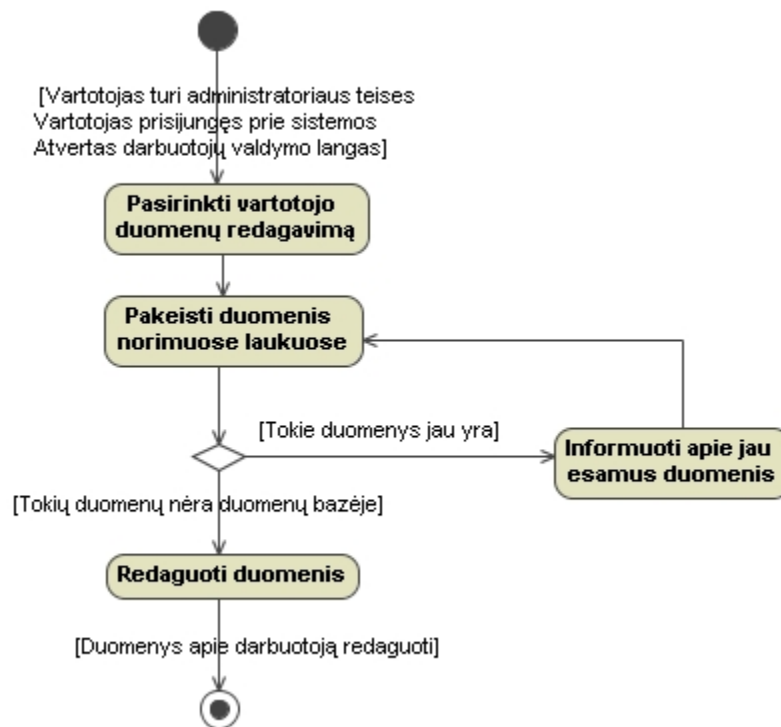 [Vartotojas turi administratoriaus teises
Vartotojas prisijungęs prie sistemos
Atvertas darbuotojų valdymo langas]
Pasirinkti vartotojo
duomenų redagavimą
Pakeisti duomenis
norimuose laukuose
[Tokie duomenys jau yra]
Informuoti apie jau
esamus duomenis
[Tokių duomenų nėra duomenų bazėje]
Redaguoti duomenis
[Duomenys apie darbuotoją redaguoti]